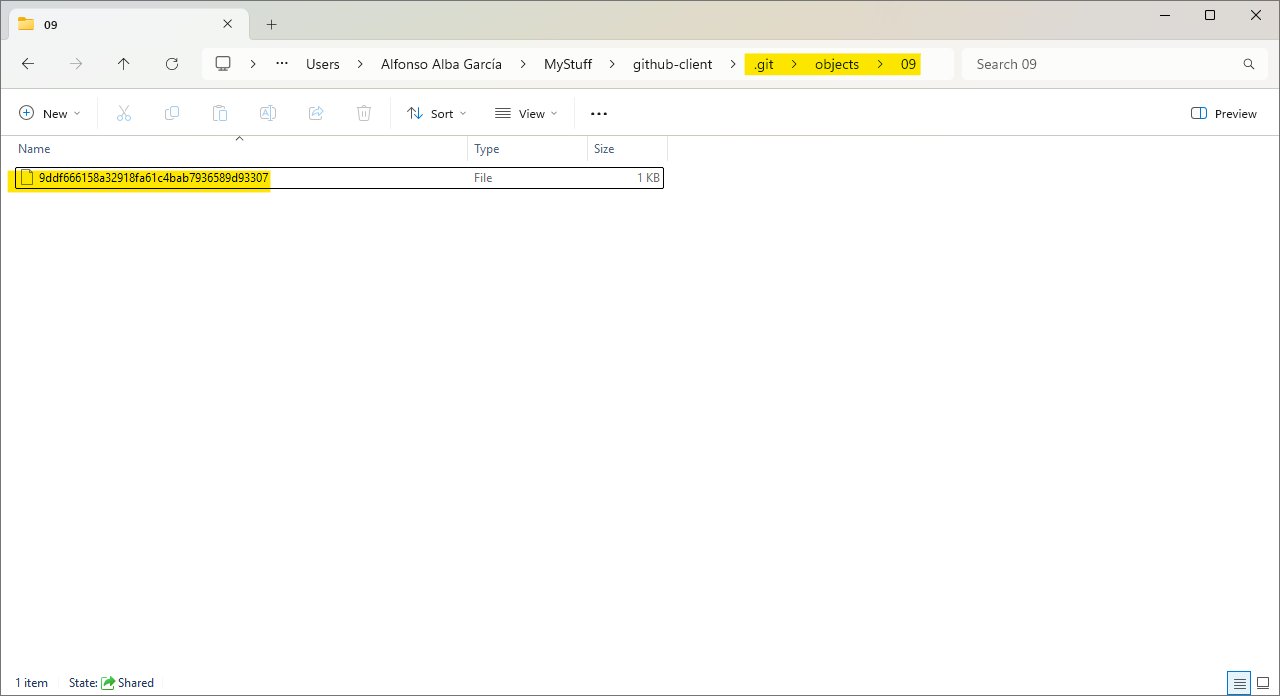 09
Users Alfonso Alba García MyStuff github-client .git objects 09 Search 09
New Sort View Preview
Name Type Size
9ddf666158a32918fa61c4bab7936589d93307 File 1 KB
1 item State: Shared